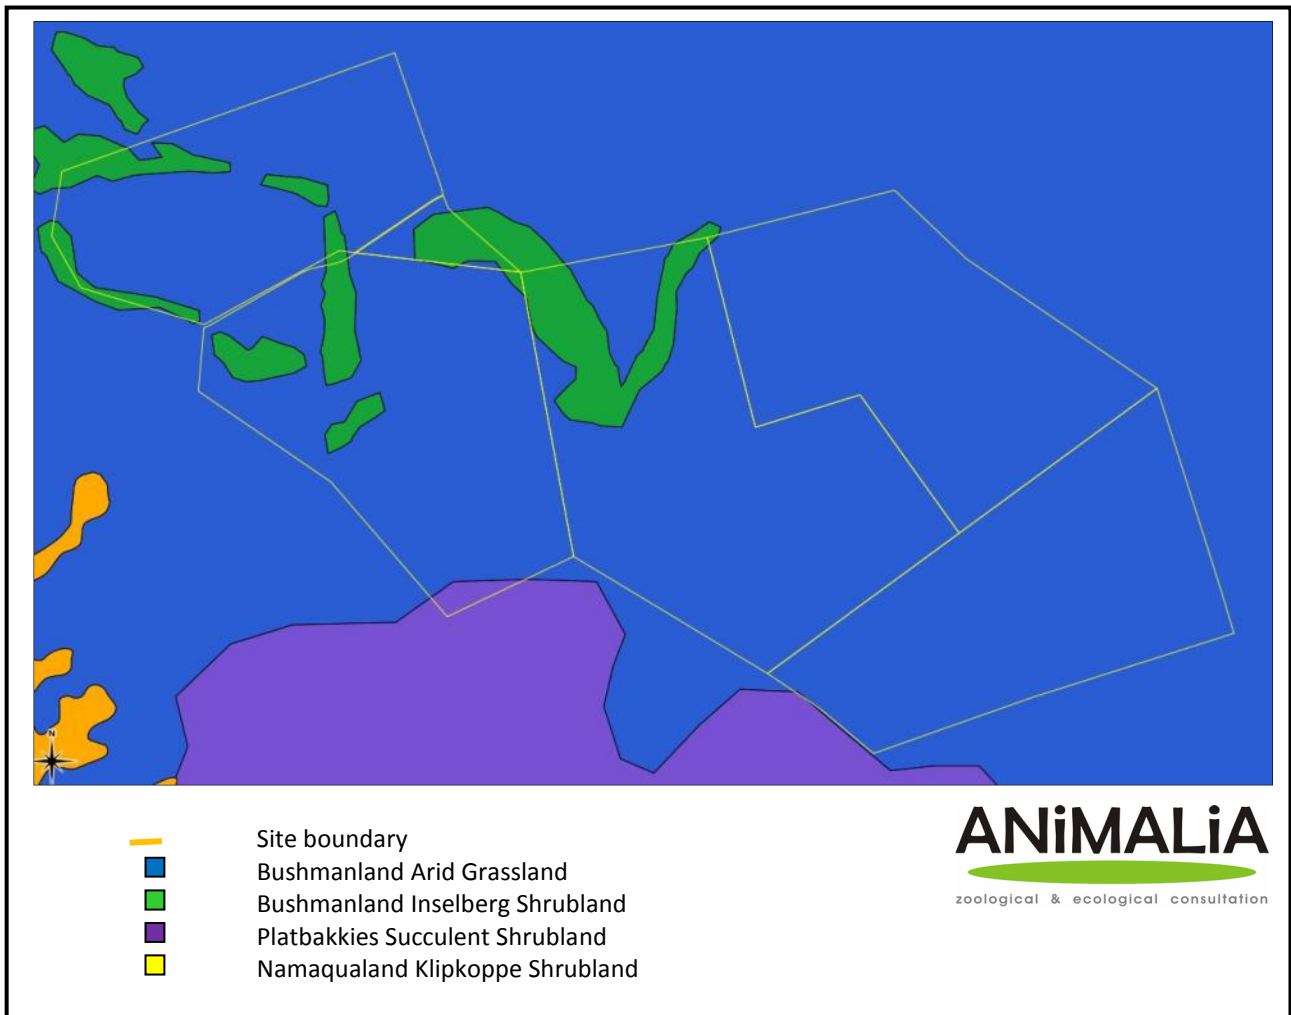 N
Site boundary
Bushmanland Arid Grassland
Bushmanland Inselberg Shrubland
Platbakkies Succulent Shrubland
Namaqualand Klipkoppe Shrubland
ANiMALiA
zoological & ecological consultation